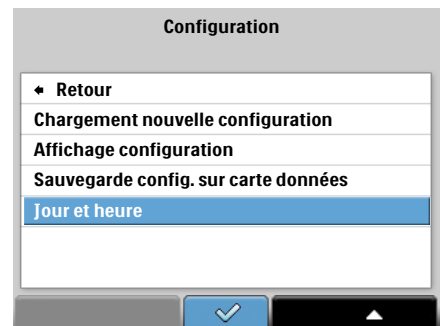 Configuration
Retour
Chargement nouvelle configuration
Affichage configuration
Sauvegarde config. sur carte données
Jour et heure